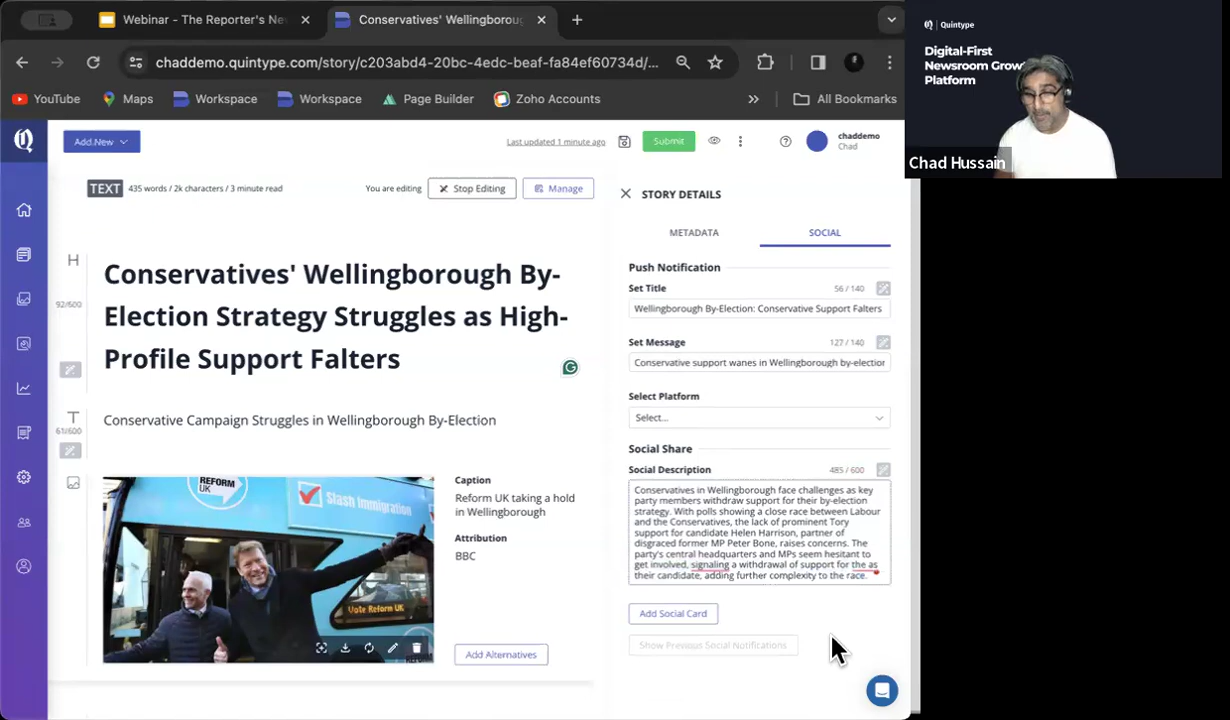 Webinar - The Reporter's Ne
Conservatives' Wellingborou
chaddemo.quintype.com/story/c203abd4-20bc-4edc-beaf-fa84ef60734d/...
YouTube
Maps
Workspace
Workspace
Page Builder
Zoho Accounts
All Bookmarks
Quintype
Digital-First
Newsroom Grow
Platform
Chad Hussain
Add New
Last updated 1 minute ago
Submit
chaddemo
Chad
TEXT 435 words / 2k characters / 3 minute read
You are editing
Stop Editing
Manage
H
92/600
Conservatives' Wellingborough By-
Election Strategy Struggles as High-
Profile Support Falters
T
61/600
Conservative Campaign Struggles in Wellingborough By-Election
REFORM
UK
Slash Immigration
Vote Reform UK
Caption
Reform UK taking a hold
in Wellingborough
Attribution
BBC
Add Alternatives
STORY DETAILS
METADATA
SOCIAL
Push Notification
Set Title
56 / 140
Wellingborough By-Election: Conservative Support Falters
Set Message
127 / 140
Conservative support wanes in Wellingborough by-election
Select Platform
Select...
Social Share
Social Description
485 / 600
Conservatives in Wellingborough face challenges as key
party members withdraw support for their by-election
strategy. With polls showing a close race between Labour
and the Conservatives, the lack of prominent Tory
support for candidate Helen Harrison, partner of
disgraced former MP Peter Bone, raises concerns. The
party's central headquarters and MPs seem hesitant to
get involved, signaling a withdrawal of support for the as
their candidate, adding further complexity to the race.
Add Social Card
Show Previous Social Notifications